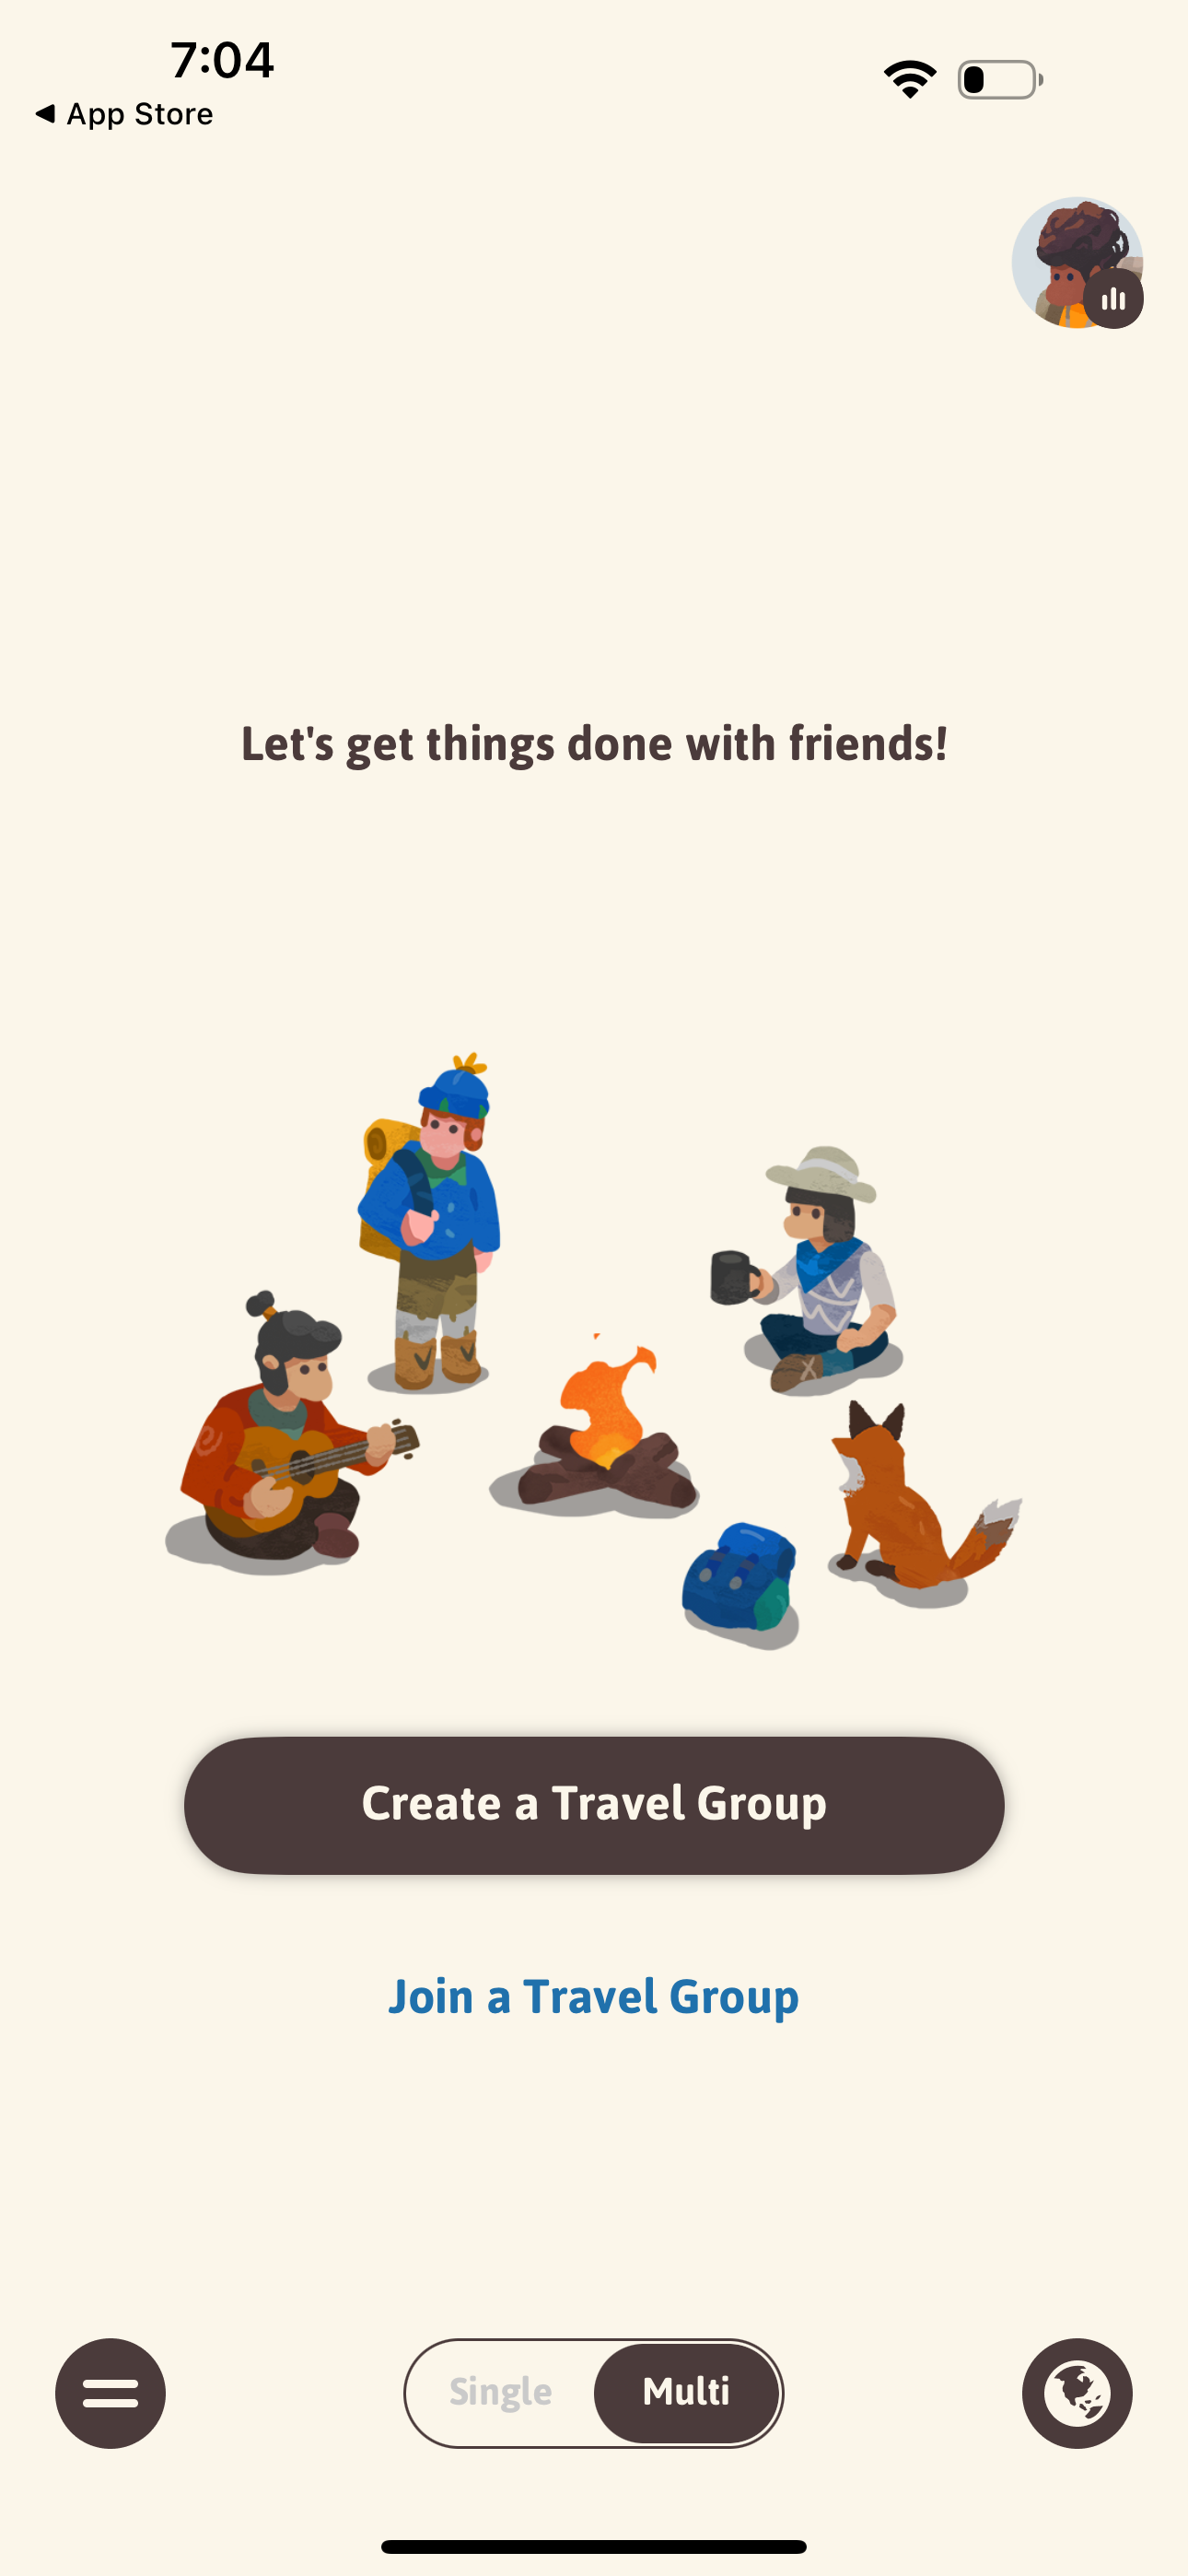 7:04
◀ App Store
Let's get things done with friends!
Create a Travel Group
Join a Travel Group
Single
Multi